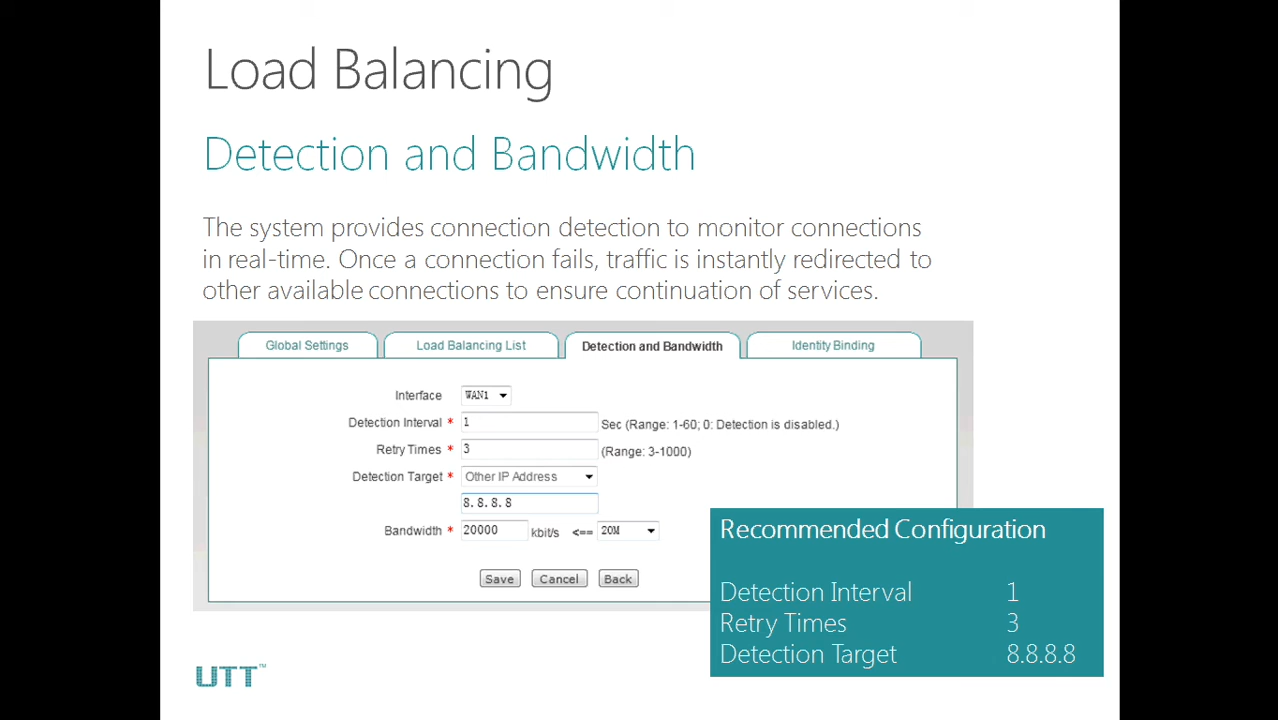 Load Balancing
Detection and Bandwidth
The system provides connection detection to monitor connections
in real-time. Once a connection fails, traffic is instantly redirected to
other available connections to ensure continuation of services.
Global Settings Load Balancing List Detection and Bandwidth Identity Binding
Interface WAN1
Detection Interval * 1 Sec (Range: 1-60; 0: Detection is disabled.)
Retry Times * 3 (Range: 3-1000)
Detection Target * Other IP Address
8.8.8.8
Bandwidth * 20000 kbit/s <== 20M
Save Cancel Back
Recommended Configuration
Detection Interval 1
Retry Times 3
Detection Target 8.8.8.8
UTT™